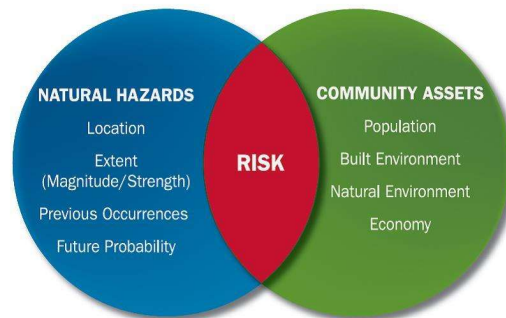 NATURAL HAZARDS
Location
Extent
(Magnitude/Strength)
Previous Occurrences
Future Probability
RISK
COMMUNITY ASSETS
Population
Built Environment
Natural Environment
Economy